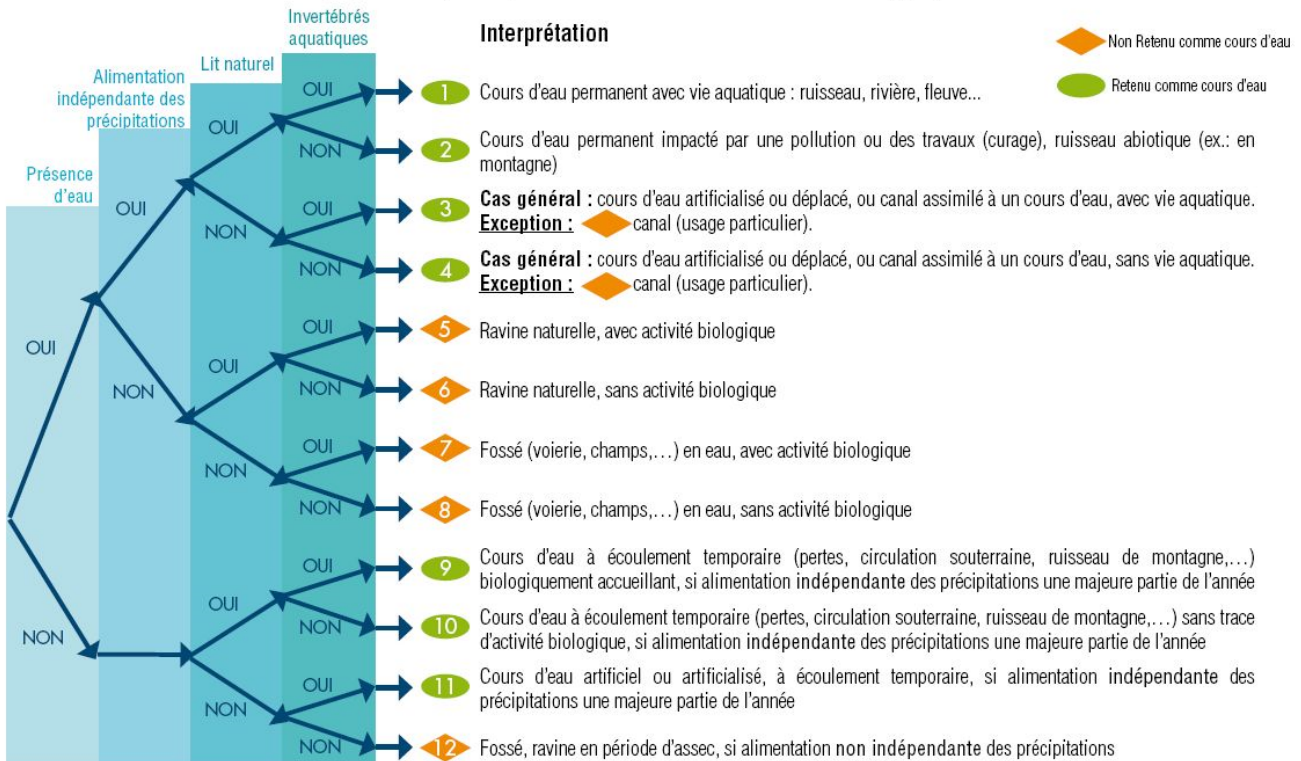 Invertébrés
aquatiques
Lit naturel
Alimentation
indépendante des
précipitations
Présence
d'eau
Interprétation
Non Retenu comme cours d'eau
Retenu comme cours d'eau
OUI
1 Cours d'eau permanent avec vie aquatique : ruisseau, rivière, fleuve...
OUI
NON
2 Cours d'eau permanent impacté par une pollution ou des travaux (curage), ruisseau abiotique (ex.: en
montagne)
OUI
NON
OUI
3 Cas général : cours d'eau artificialisé ou déplacé, ou canal assimilé à un cours d'eau, avec vie aquatique.
Exception : canal (usage particulier).
NON
4 Cas général : cours d'eau artificialisé ou déplacé, ou canal assimilé à un cours d'eau, sans vie aquatique.
Exception : canal (usage particulier).
OUI
NON
OUI
OUI
5 Ravine naturelle, avec activité biologique
NON
6 Ravine naturelle, sans activité biologique
NON
OUI
7 Fossé (voierie, champs,...) en eau, avec activité biologique
NON
8 Fossé (voierie, champs,...) en eau, sans activité biologique
NON
OUI
OUI
9 Cours d'eau à écoulement temporaire (pertes, circulation souterraine, ruisseau de montagne,...)
biologiquement accueillant, si alimentation indépendante des précipitations une majeure partie de l'année
NON
10 Cours d'eau à écoulement temporaire (pertes, circulation souterraine, ruisseau de montagne,...) sans trace
d'activité biologique, si alimentation indépendante des précipitations une majeure partie de l'année
NON
OUI
11 Cours d'eau artificiel ou artificialisé, à écoulement temporaire, si alimentation indépendante des
précipitations une majeure partie de l'année
NON
12 Fossé, ravine en période d'assec, si alimentation non indépendante des précipitations